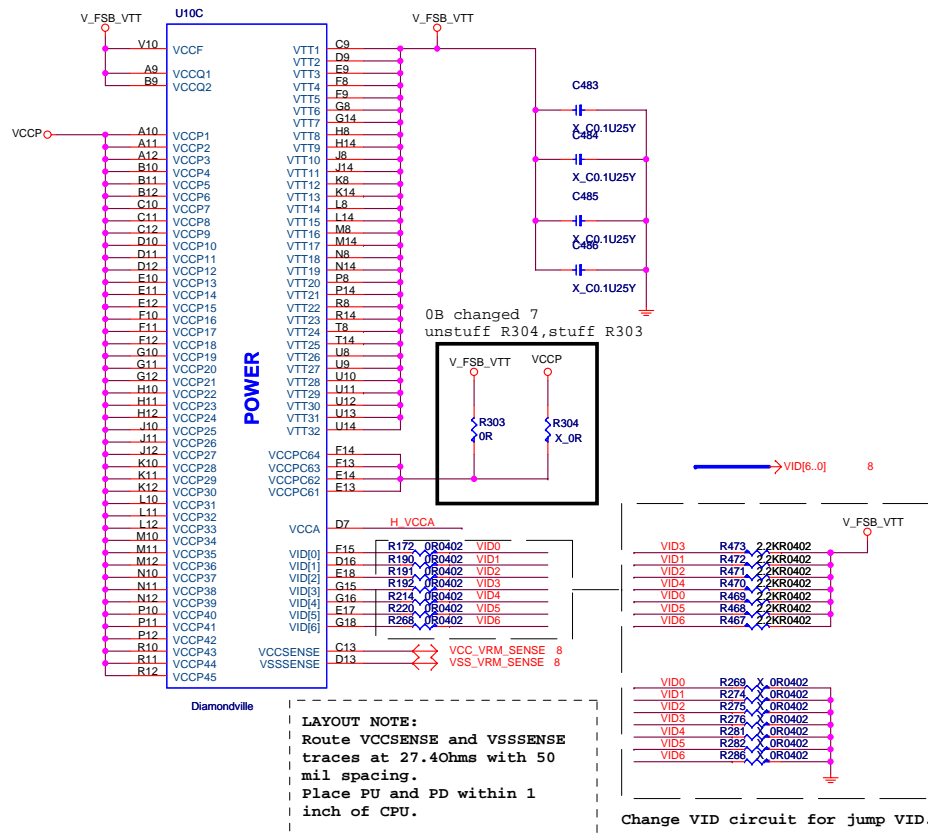 U10C
V_FSB_VTT
V_FSB_VTT
V10 VCCF
A9 VCCQ1
B9 VCCQ2
VCCP
A10 VCCP1
A11 VCCP2
A12 VCCP3
B10 VCCP4
B11 VCCP5
B12 VCCP6
C10 VCCP7
C11 VCCP8
C12 VCCP9
D10 VCCP10
D11 VCCP11
D12 VCCP12
E10 VCCP13
E11 VCCP14
E12 VCCP15
F10 VCCP16
F11 VCCP17
F12 VCCP18
G10 VCCP19
G11 VCCP20
G12 VCCP21
H10 VCCP22
H11 VCCP23
H12 VCCP24
J10 VCCP25
J11 VCCP26
J12 VCCP27
K10 VCCP28
K11 VCCP29
K12 VCCP30
L10 VCCP31
L11 VCCP32
L12 VCCP33
M10 VCCP34
M11 VCCP35
M12 VCCP36
N10 VCCP37
N11 VCCP38
N12 VCCP39
P10 VCCP40
P11 VCCP41
P12 VCCP42
R10 VCCP43
R11 VCCP44
R12 VCCP45
POWER
VTT1 C9
VTT2 D9
VTT3 E9
VTT4 F8
VTT5 F9
VTT6 G8
VTT7 G14
VTT8 H8
VTT9 H14
VTT10 J8
VTT11 J14
VTT12 K8
VTT13 K14
VTT14 L8
VTT15 L14
VTT16 M8
VTT17 M14
VTT18 N8
VTT19 N14
VTT20 P8
VTT21 P14
VTT22 R8
VTT23 R14
VTT24 T8
VTT25 T14
VTT26 U8
VTT27 U9
VTT28 U10
VTT29 U11
VTT30 U12
VTT31 U13
VTT32 U14
VCCPC64 F14
VCCPC63 F13
VCCPC62 E14
VCCPC61 E13
VCCA D7 H_VCCA
VID[0] F15 R172 0R0402 VID0
VID[1] D16 R190 0R0402 VID1
VID[2] E18 R191 0R0402 VID2
VID[3] G15 R192 0R0402 VID3
VID[4] G16 R214 0R0402 VID4
VID[5] E17 R220 0R0402 VID5
VID[6] G18 R268 0R0402 VID6
VCCSENSE C13 VCC_VRM_SENSE 8
VSSSENSE D13 VSS_VRM_SENSE 8
Diamondville
C483
X_C0.1U25Y
C484
X_C0.1U25Y
C485
X_C0.1U25Y
C486
X_C0.1U25Y
0B changed 7
unstuff R304,stuff R303
V_FSB_VTT VCCP
R303 R304
0R X_0R
VID[6..0] 8
V_FSB_VTT
VID3 R473 2.2KR0402
VID1 R472 2.2KR0402
VID2 R471 2.2KR0402
VID4 R470 2.2KR0402
VID0 R469 2.2KR0402
VID5 R468 2.2KR0402
VID6 R467 2.2KR0402
VID0 R269 X_0R0402
VID1 R274 X_0R0402
VID2 R275 X_0R0402
VID3 R276 X_0R0402
VID4 R281 X_0R0402
VID5 R282 X_0R0402
VID6 R286 X_0R0402
LAYOUT NOTE:
Route VCCSENSE and VSSSENSE
traces at 27.4Ohms with 50
mil spacing.
Place PU and PD within 1
inch of CPU.
Change VID circuit for jump VID.